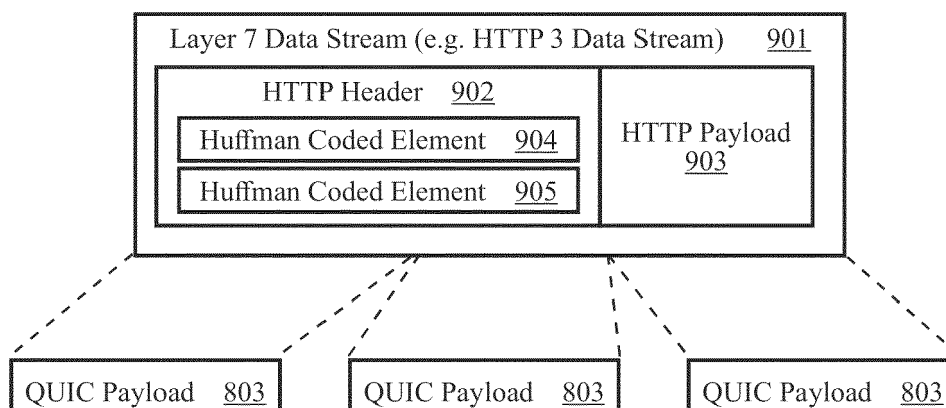 Layer 7 Data Stream (e.g. HTTP 3 Data Stream) 901
HTTP Header 902
Huffman Coded Element 904
Huffman Coded Element 905
HTTP Payload
903
QUIC Payload 803
QUIC Payload 803
QUIC Payload 803